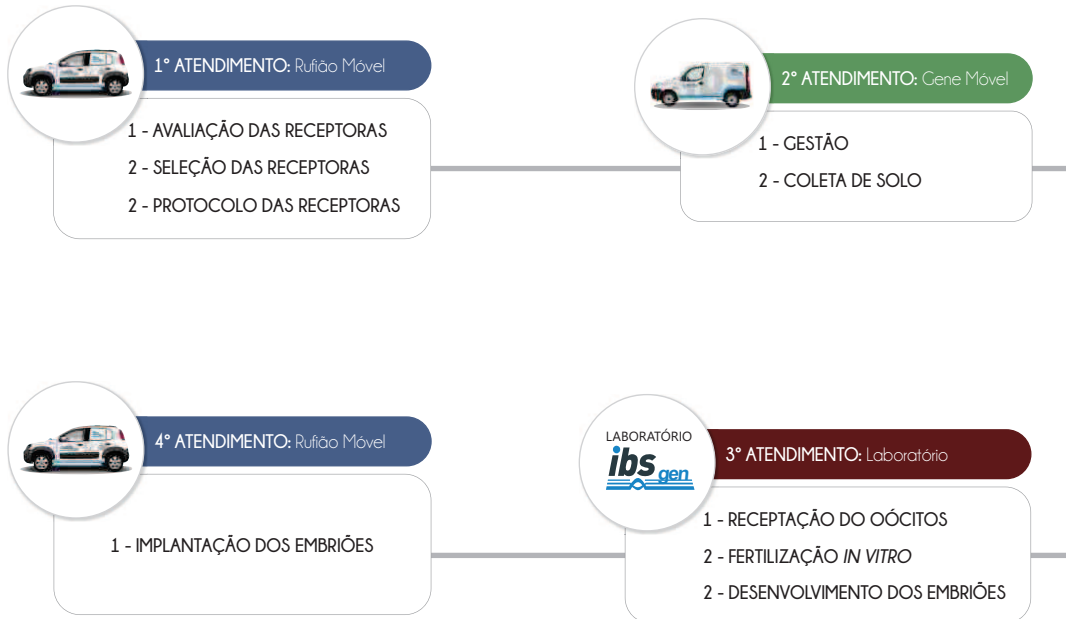 1° ATENDIMENTO: Rufião Móvel
1 - AVALIAÇÃO DAS RECEPTORAS
2 - SELEÇÃO DAS RECEPTORAS
2 - PROTOCOLO DAS RECEPTORAS
2° ATENDIMENTO: Gene Móvel
1 - GESTÃO
2 - COLETA DE SOLO
4° ATENDIMENTO: Rufião Móvel
1 - IMPLANTAÇÃO DOS EMBRIÕES
LABORATÓRIO
ibs gen
3° ATENDIMENTO: Laboratório
1 - RECEPTAÇÃO DO OÓCITOS
2 - FERTILIZAÇÃO IN VITRO
2 - DESENVOLVIMENTO DOS EMBRIÕES